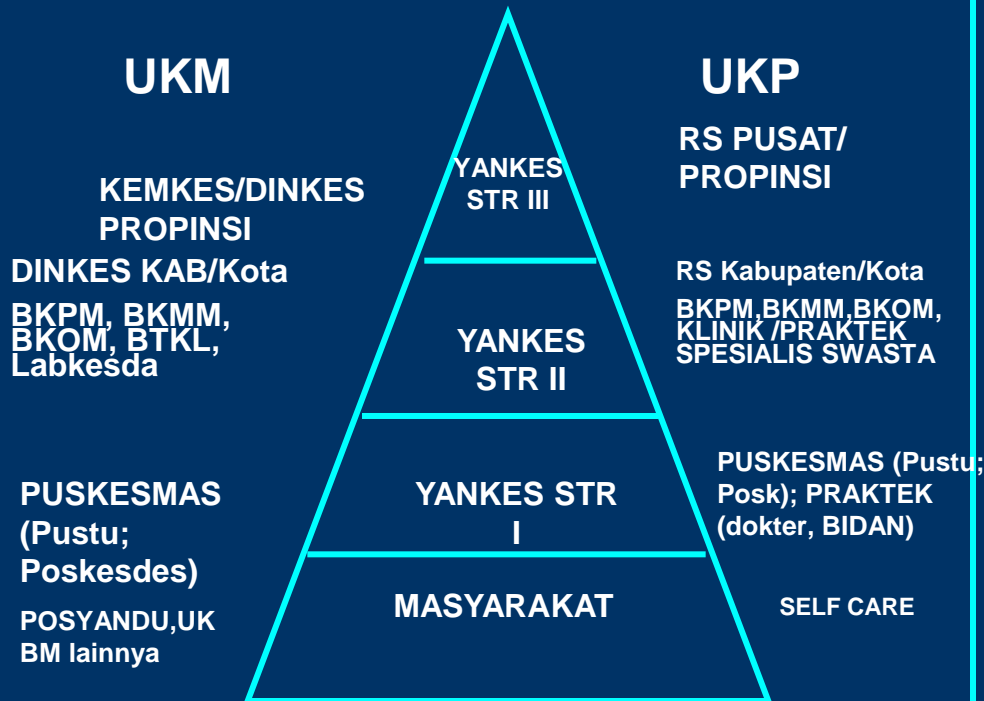 UKM
UKP
RS PUSAT/
PROPINSI
YANKES
STR III
KEMKES/DINKES
PROPINSI
DINKES KAB/Kota
BKPM, BKMM,
BKOM, BTKL,
Labkesda
RS Kabupaten/Kota
BKPM,BKMM,BKOM,
KLINIK /PRAKTEK
SPESIALIS SWASTA
YANKES
STR II
PUSKESMAS
(Pustu;
Poskesdes)
YANKES STR
I
PUSKESMAS (Pustu;
Posk); PRAKTEK
(dokter, BIDAN)
POSYANDU,UK
BM lainnya
MASYARAKAT
SELF CARE